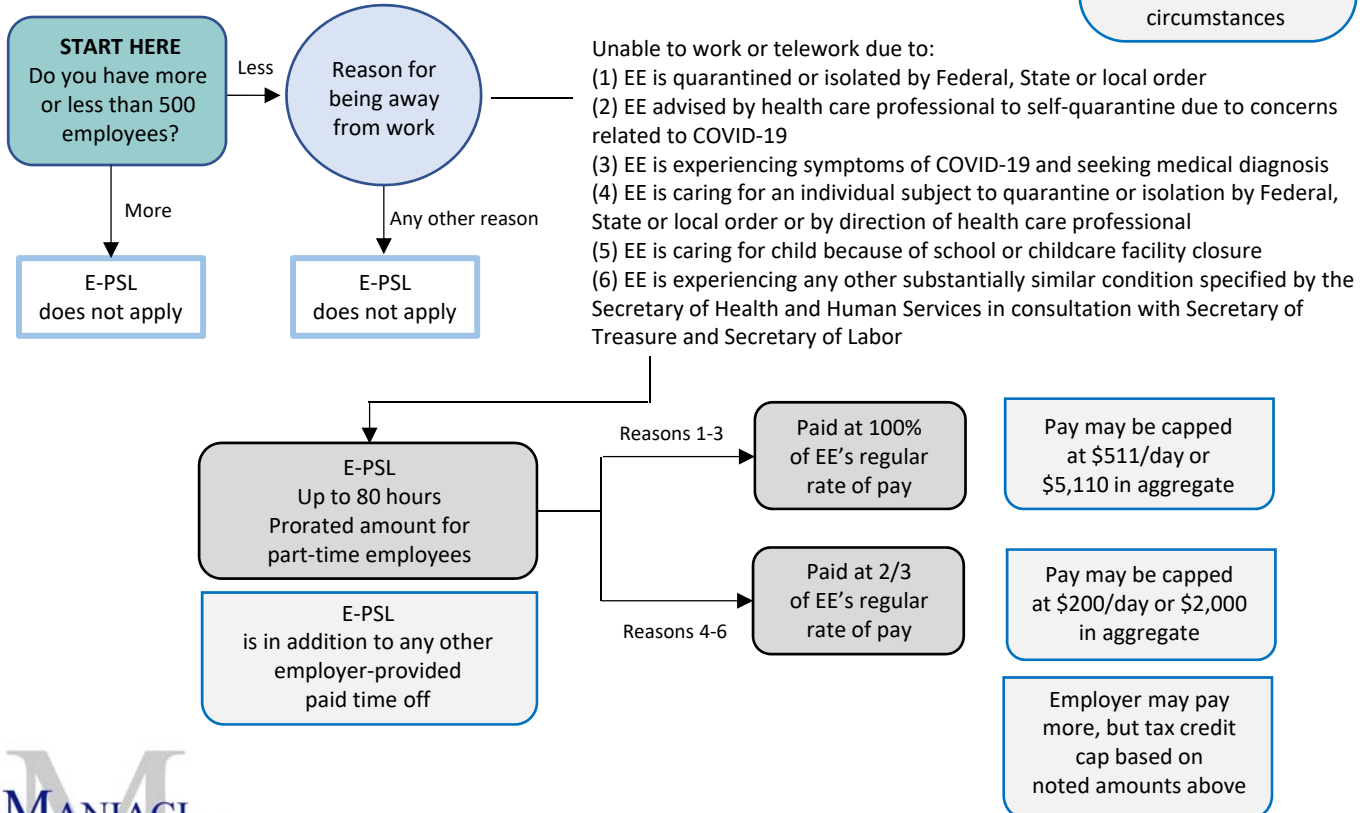 circumstances
START HERE
Do you have more
or less than 500
employees?
Less
Reason for
being away
from work
More
Any other reason
E-PSL
does not apply
E-PSL
does not apply
Unable to work or telework due to:
(1) EE is quarantined or isolated by Federal, State or local order
(2) EE advised by health care professional to self-quarantine due to concerns
related to COVID-19
(3) EE is experiencing symptoms of COVID-19 and seeking medical diagnosis
(4) EE is caring for an individual subject to quarantine or isolation by Federal,
State or local order or by direction of health care professional
(5) EE is caring for child because of school or childcare facility closure
(6) EE is experiencing any other substantially similar condition specified by the
Secretary of Health and Human Services in consultation with Secretary of
Treasure and Secretary of Labor
E-PSL
Up to 80 hours
Prorated amount for
part-time employees
E-PSL
is in addition to any other
employer-provided
paid time off
Reasons 1-3
Paid at 100%
of EE’s regular
rate of pay
Pay may be capped
at $511/day or
$5,110 in aggregate
Reasons 4-6
Paid at 2/3
of EE’s regular
rate of pay
Pay may be capped
at $200/day or $2,000
in aggregate
Employer may pay
more, but tax credit
cap based on
noted amounts above
M
MANIACI